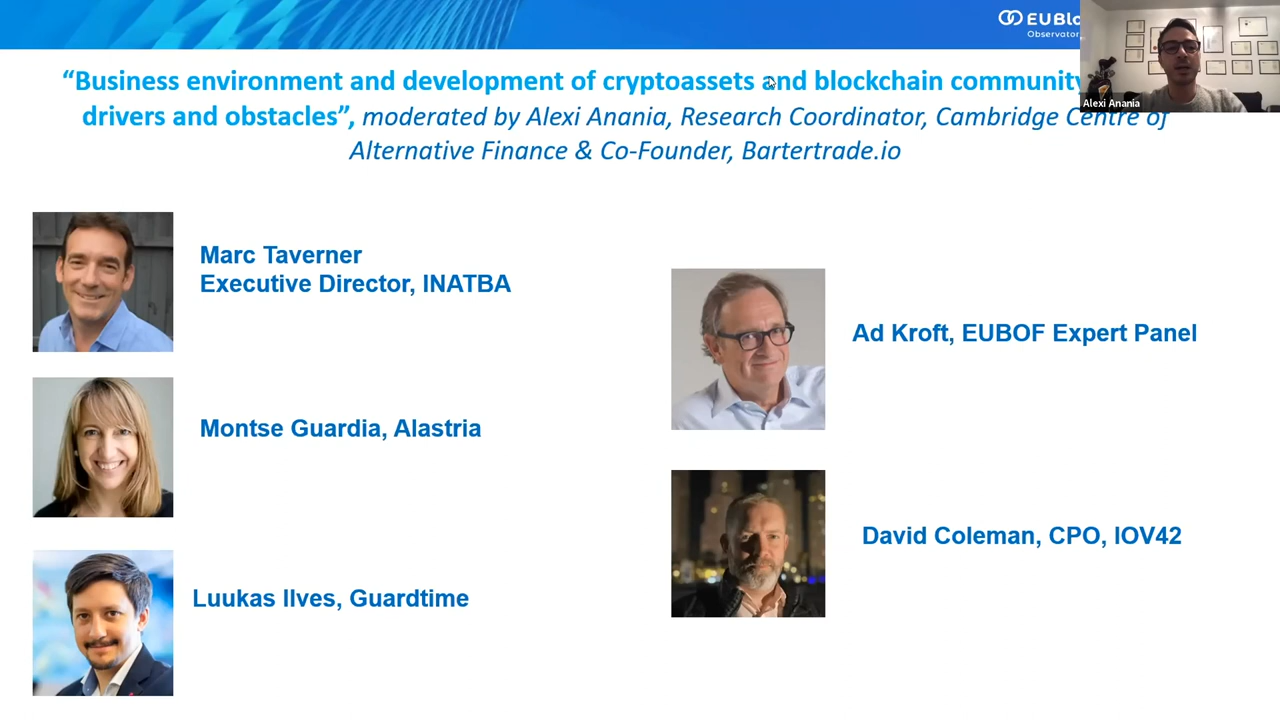 EUBlo
Observator
“Business environment and development of cryptoassets and blockchain community
drivers and obstacles”, moderated by Alexi Anania, Research Coordinator, Cambridge Centre of
Alternative Finance & Co-Founder, Bartertrade.io
Alexi Anania
Marc Taverner
Executive Director, INATBA
Montse Guardia, Alastria
Luukas Ilves, Guardtime
Ad Kroft, EUBOF Expert Panel
David Coleman, CPO, IOV42